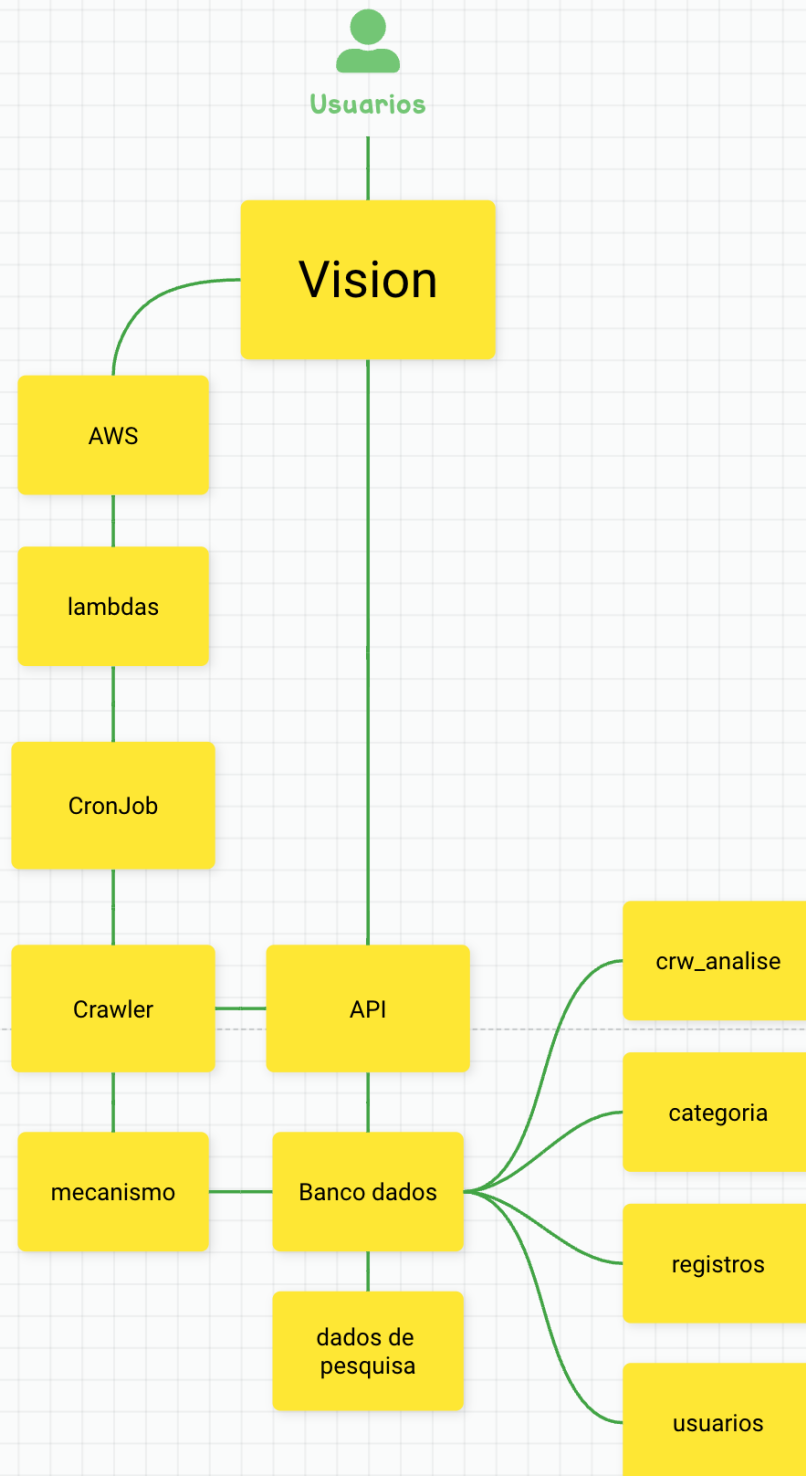 Usuarios
Vision
AWS
lambdas
CronJob
Crawler
API
crw_analise
categoria
mecanismo
Banco dados
registros
dados de
pesquisa
usuarios